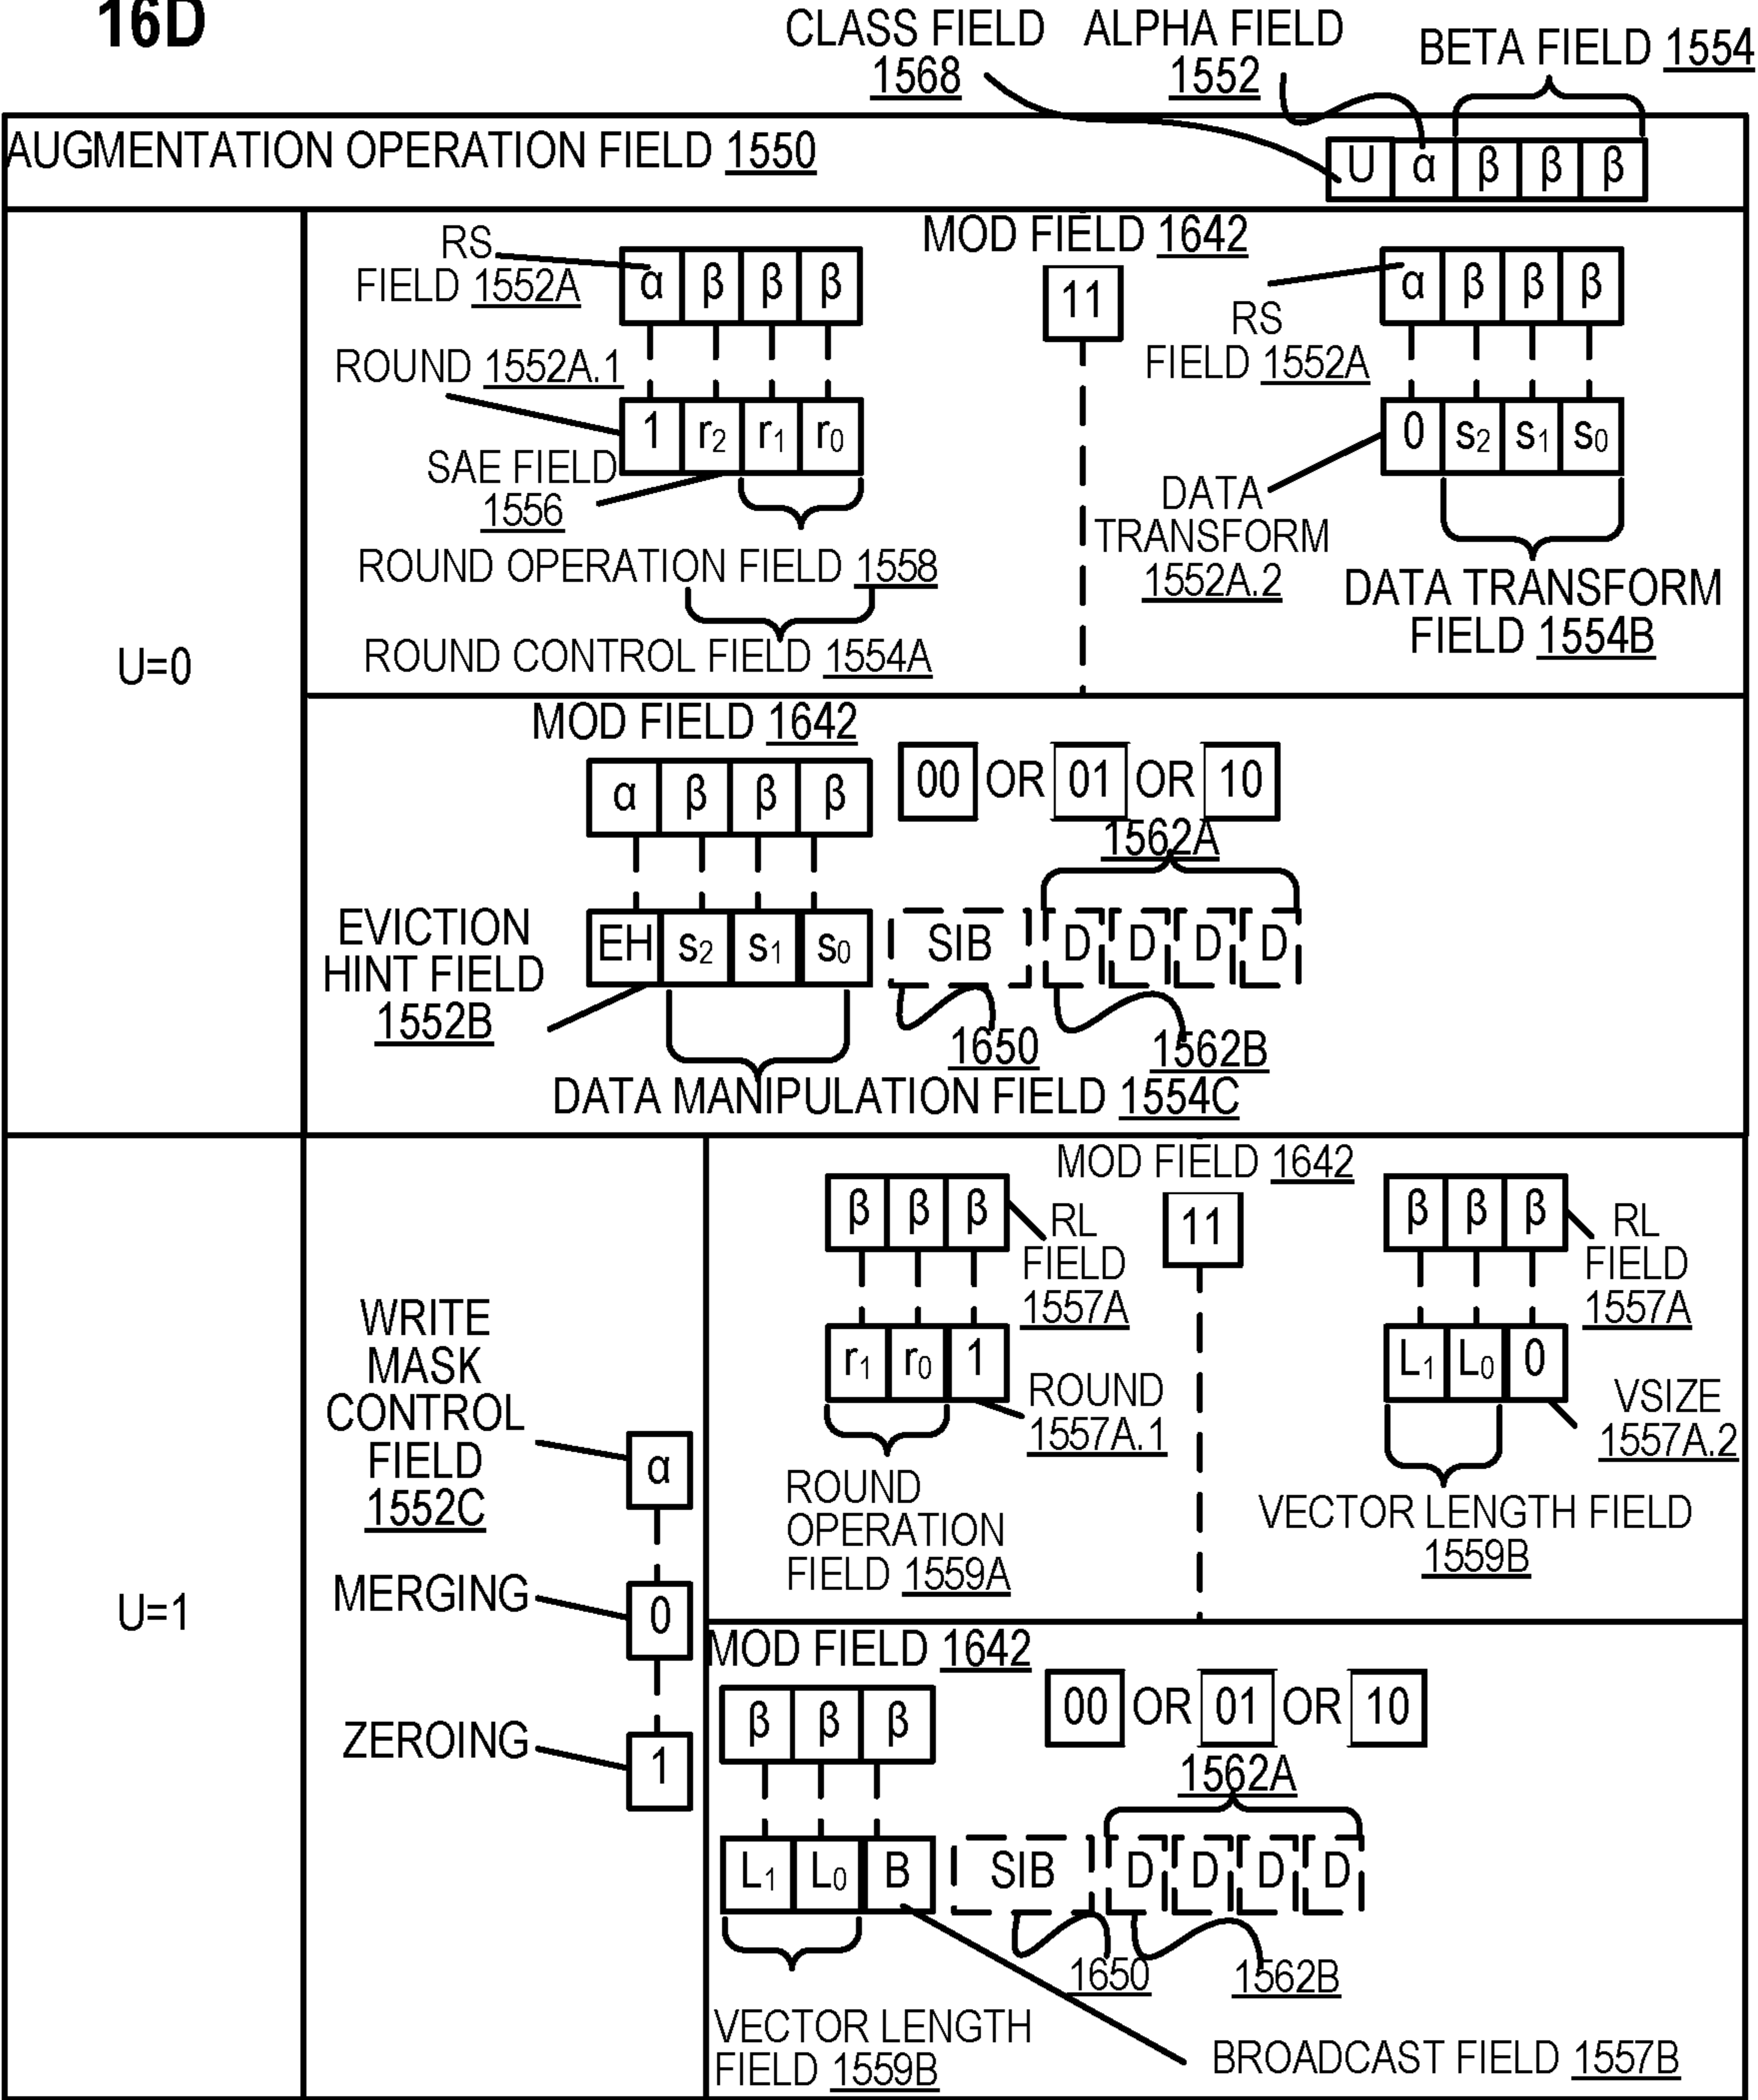 16D
CLASS FIELD
1568
ALPHA FIELD
1552
BETA FIELD 1554
AUGMENTATION OPERATION FIELD 1550
U α β β β
U=0
RS
FIELD 1552A
α β β β
ROUND 1552A.1
1 r2 r1 r0
SAE FIELD
1556
ROUND OPERATION FIELD 1558
ROUND CONTROL FIELD 1554A
MOD FIELD 1642
11
α β β β
RS
FIELD 1552A
0 s2 s1 s0
DATA
TRANSFORM
1552A.2
DATA TRANSFORM
FIELD 1554B
MOD FIELD 1642
α β β β
00 OR 01 OR 10
1562A
EVICTION
HINT FIELD
1552B
EH s2 s1 s0 SIB D D D D
1650
1562B
DATA MANIPULATION FIELD 1554C
U=1
WRITE
MASK
CONTROL
FIELD
1552C
α
MERGING
0
ZEROING
1
MOD FIELD 1642
β β β
RL
FIELD
1557A
r1 r0 1
ROUND
1557A.1
ROUND
OPERATION
FIELD 1559A
11
β β β
RL
FIELD
1557A
L1 L0 0
VSIZE
1557A.2
VECTOR LENGTH FIELD
1559B
MOD FIELD 1642
β β β
00 OR 01 OR 10
1562A
L1 L0 B SIB D D D D
1650
1562B
VECTOR LENGTH
FIELD 1559B
BROADCAST FIELD 1557B